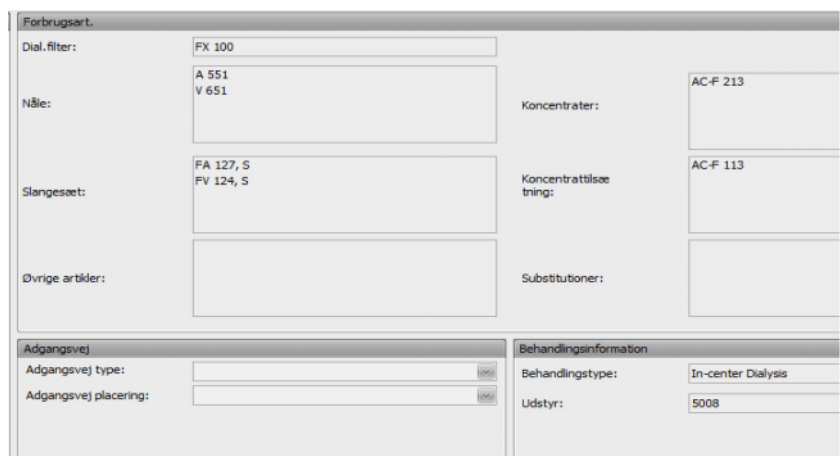 Forbrugsart.
Dial.filter:
FX 100
Nåle:
A 551
V 651
Koncentrater:
AC-F 213
Slangesæt:
FA 127, S
FV 124, S
Koncentrattilsæ
tning:
AC-F 113
Øvrige artikler:
Substitutioner:
Adgangsvej
Adgangsvej type:
Adgangsvej placering:
Behandlingsinformation
Behandlingstype:
In-center Dialysis
Udstyr:
5008